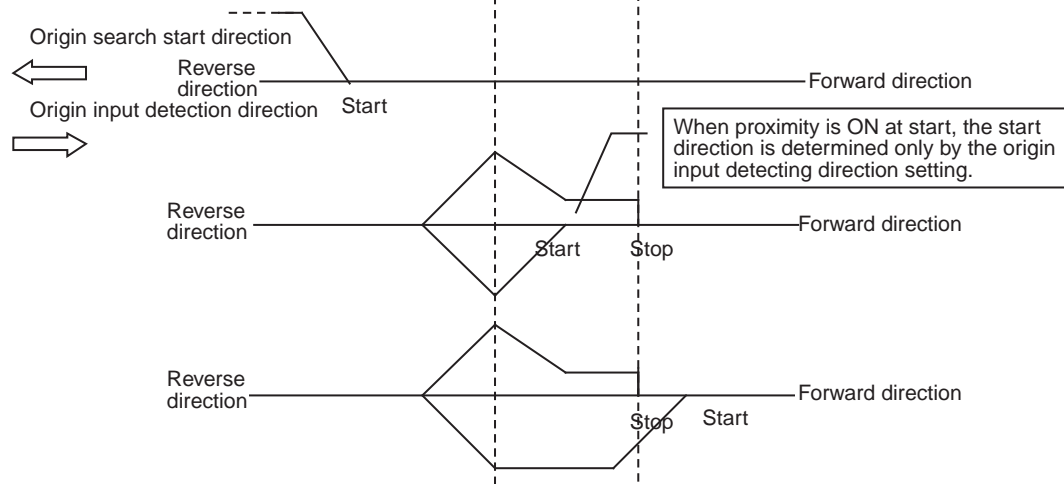 Origin search start direction
Reverse
direction
Forward direction
Start
Origin input detection direction
When proximity is ON at start, the start
direction is determined only by the origin
input detecting direction setting.
Reverse
direction
Forward direction
Start
Stop
Reverse
direction
Forward direction
Stop
Start